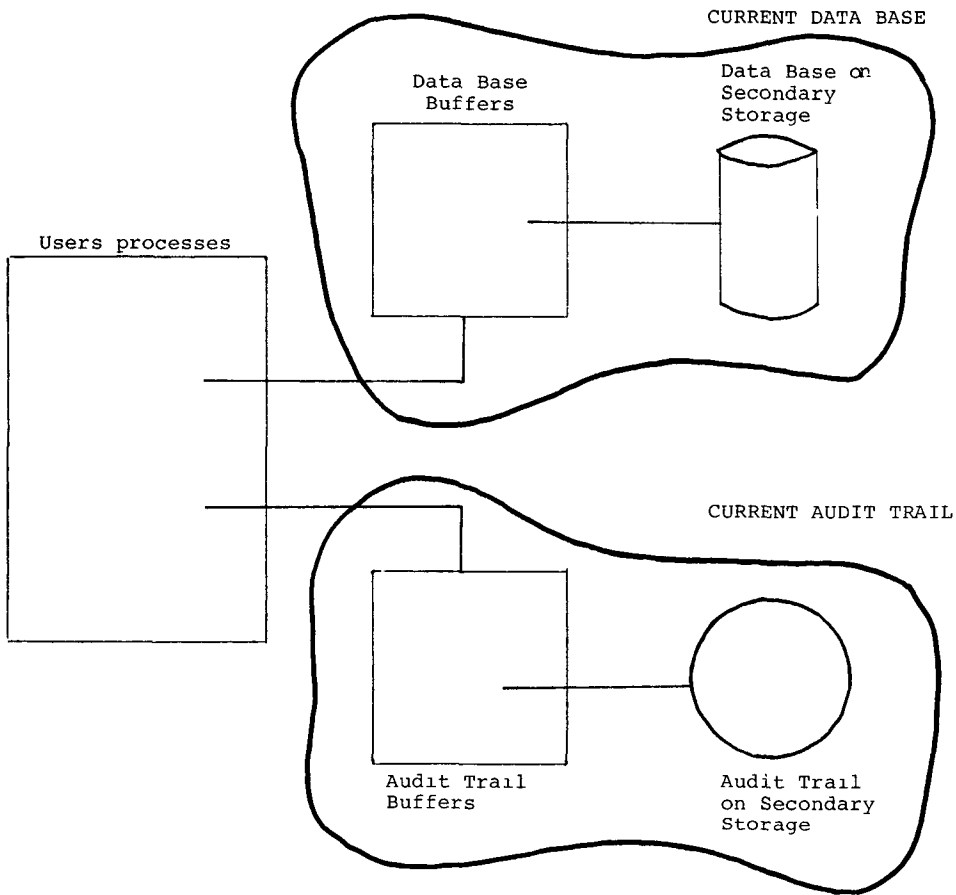 CURRENT DATA BASE
Data Base
Buffers
Data Base on
Secondary
Storage
Users processes
CURRENT AUDIT TRAIL
Audit Trail
Buffers
Audit Trail
on Secondary
Storage